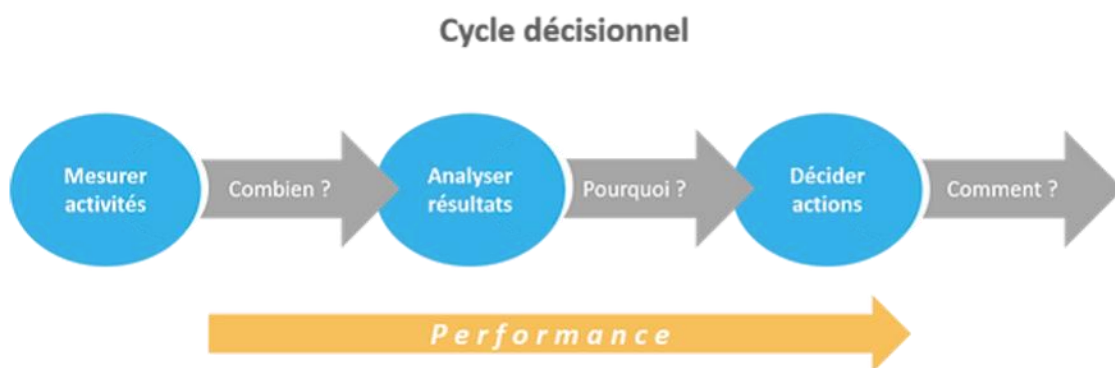 Cycle décisionnel
Mesurer
activités
Combien ?
Analyser
résultats
Pourquoi ?
Décider
actions
Comment ?
Performance